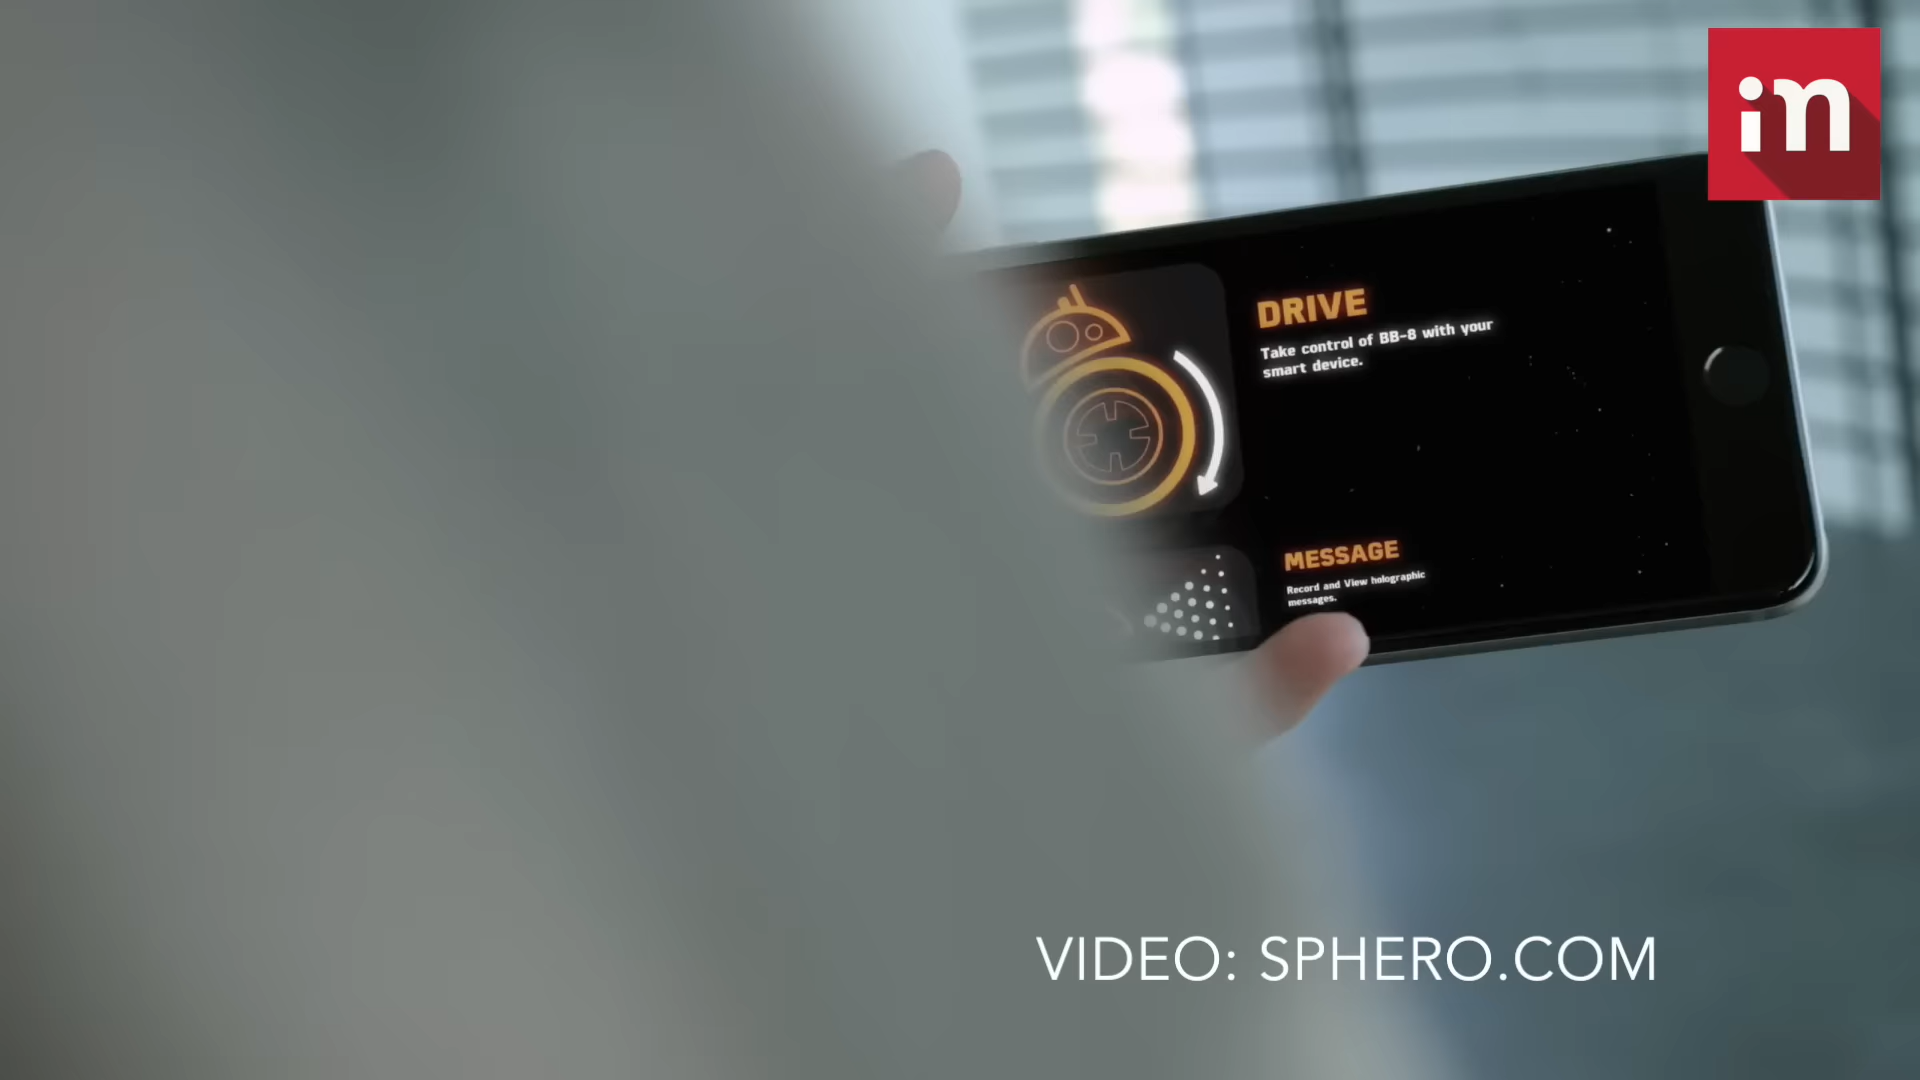 in
DRIVE
Take control of BB-8 with your
smart device.
MESSAGE
Record and View holographic
messages.
VIDEO: SPHERO.COM